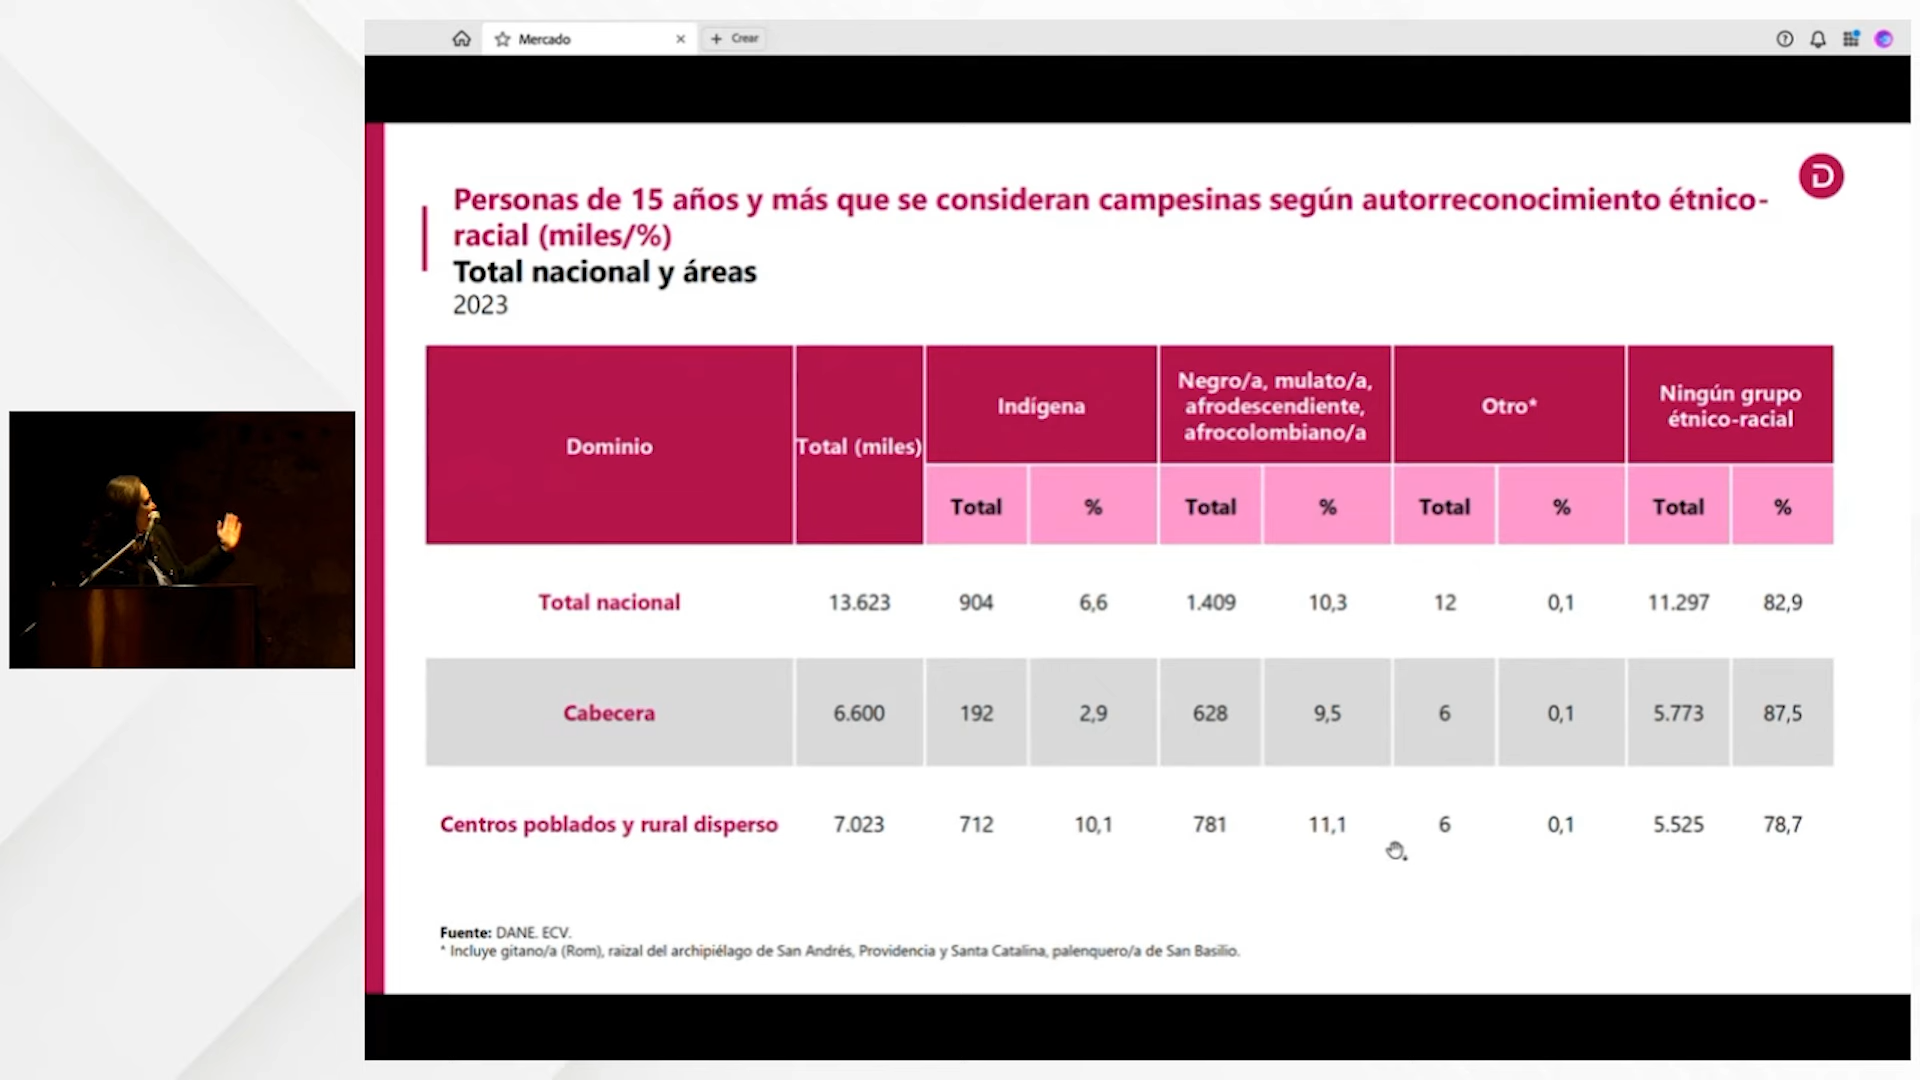 Mercado
Crear
Personas de 15 años y más que se consideran campesinas según autorreconocimiento étnico-
racial (miles/%)
Total nacional y áreas
2023
Dominio
Total (miles)
Indígena
Negro/a, mulato/a,
afrodescendiente,
afrocolombiano/a
Otro*
Ningún grupo
étnico-racial
Total % Total % Total % Total %
Total nacional 13.623 904 6,6 1.409 10,3 12 0,1 11.297 82,9
Cabecera 6.600 192 2,9 628 9,5 6 0,1 5.773 87,5
Centros poblados y rural disperso 7.023 712 10,1 781 11,1 6 0,1 5.525 78,7
Fuente: DANE. ECV.
* Incluye gitano/a (Rom), raizal del archipiélago de San Andrés, Providencia y Santa Catalina, palenquero/a de San Basilio.